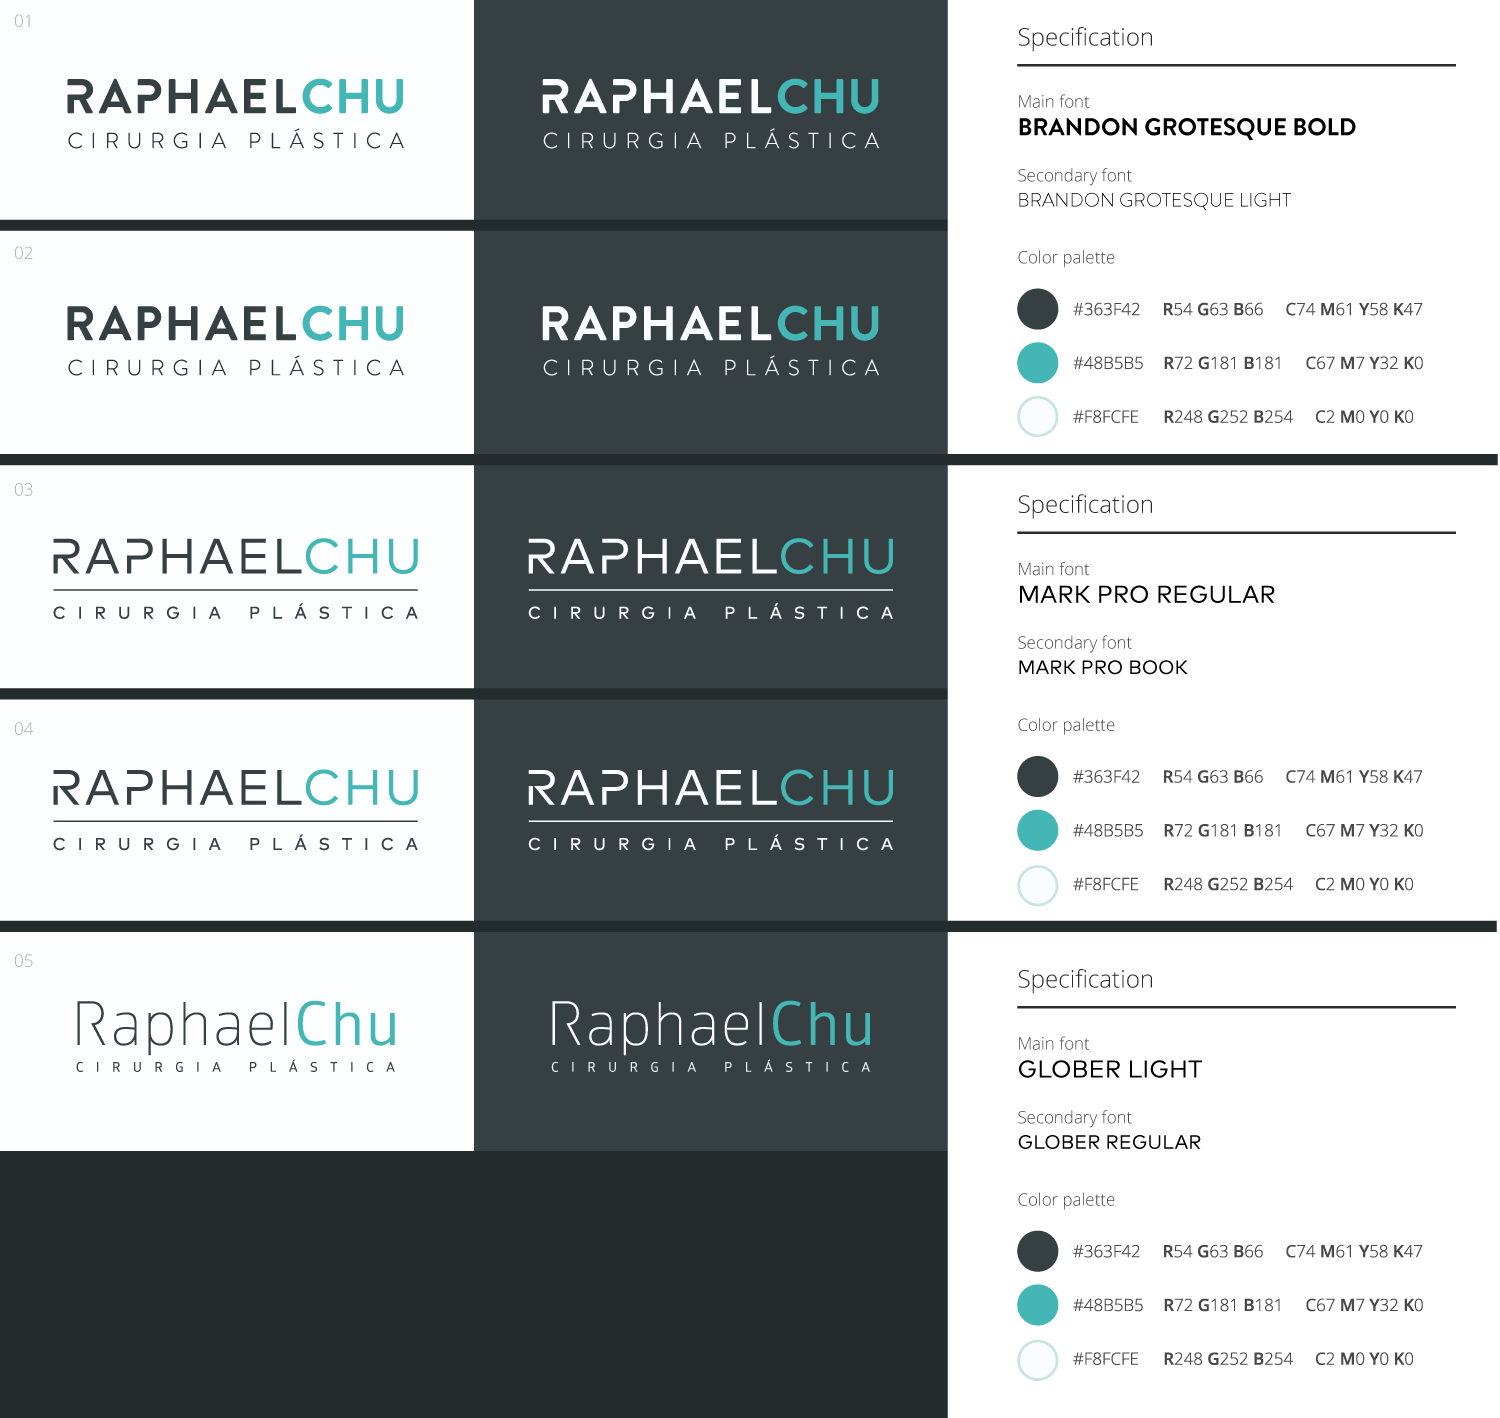 01
RAPHAELCHU
CIRURGIA PLÁSTICA
RAPHAELCHU
CIRURGIA PLÁSTICA
02
RAPHAELCHU
CIRURGIA PLÁSTICA
RAPHAELCHU
CIRURGIA PLÁSTICA
Specification
Main font
BRANDON GROTESQUE BOLD
Secondary font
BRANDON GROTESQUE LIGHT
Color palette
#363F42 R54 G63 B66 C74 M61 Y58 K47
#48B5B5 R72 G181 B181 C67 M7 Y32 K0
#F8FCFE R248 G252 B254 C2 M0 Y0 K0
03
RAPHAELCHU
CIRURGIA PLÁSTICA
RAPHAELCHU
CIRURGIA PLÁSTICA
04
RAPHAELCHU
CIRURGIA PLÁSTICA
RAPHAELCHU
CIRURGIA PLÁSTICA
Specification
Main font
MARK PRO REGULAR
Secondary font
MARK PRO BOOK
Color palette
#363F42 R54 G63 B66 C74 M61 Y58 K47
#48B5B5 R72 G181 B181 C67 M7 Y32 K0
#F8FCFE R248 G252 B254 C2 M0 Y0 K0
05
RaphaelChu
CIRURGIA PLÁSTICA
RaphaelChu
CIRURGIA PLÁSTICA
Specification
Main font
GLOBER LIGHT
Secondary font
GLOBER REGULAR
Color palette
#363F42 R54 G63 B66 C74 M61 Y58 K47
#48B5B5 R72 G181 B181 C67 M7 Y32 K0
#F8FCFE R248 G252 B254 C2 M0 Y0 K0